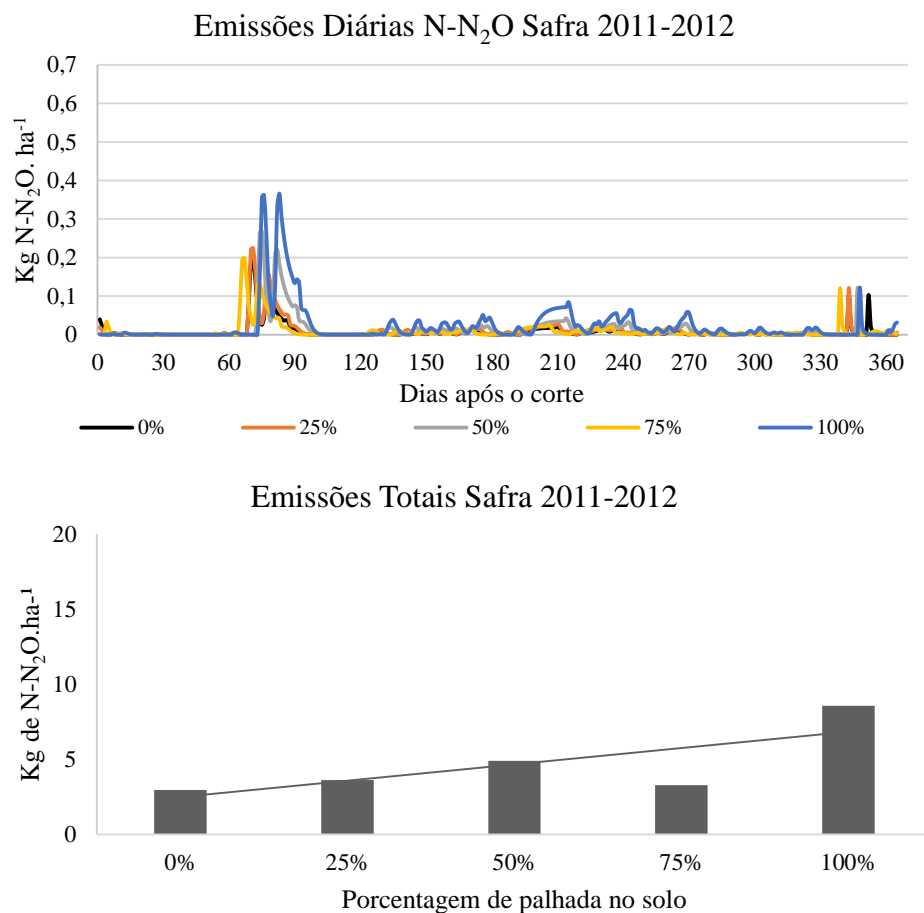 Emissões Diárias N-N₂O Safra 2011-2012
0,7
0,6
0,5
0,4
0,3
0,2
0,1
0
Kg N-N₂O. ha⁻¹
0 30 60 90 120 150 180 210 240 270 300 330 360
Dias após o corte
0% 25% 50% 75% 100%
Emissões Totais Safra 2011-2012
20
15
10
5
0
Kg de N-N₂O.ha-¹
0% 25% 50% 75% 100%
Porcentagem de palhada no solo